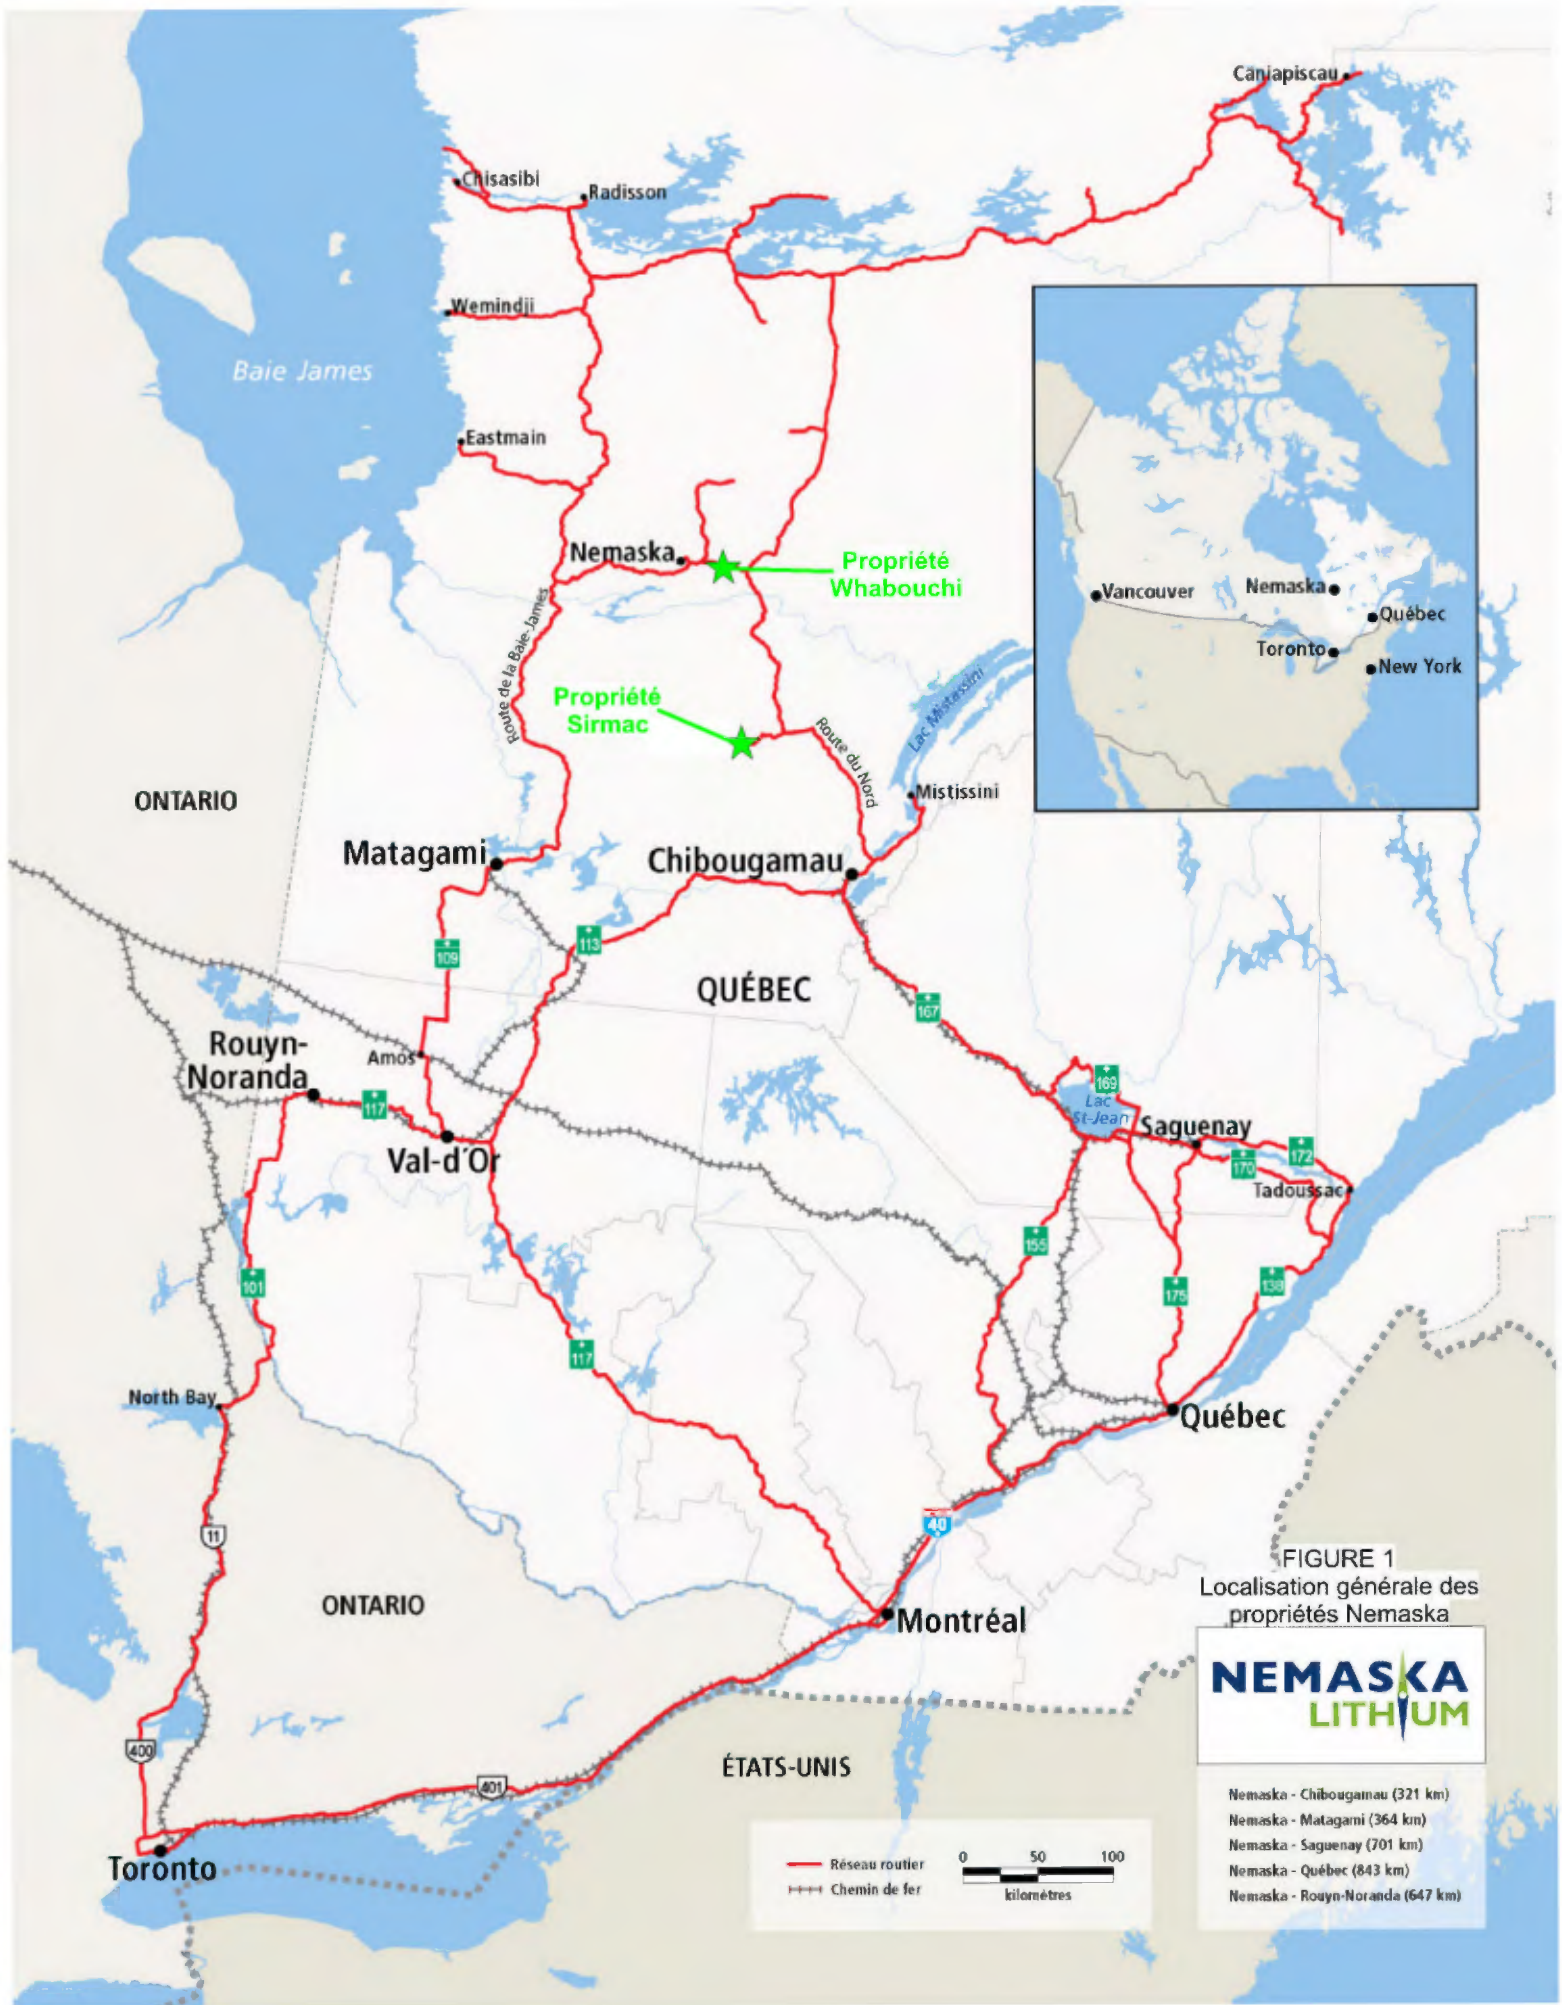 Caniapiscau
Chisasibi
Radisson
Wemindji
Baie James
Eastmain
Nemaska
Propriété
Whabouchi
Route de la Baie-James
Propriété
Sirmac
Route du Nord
Lac Mistassini
Mistissini
Vancouver
Nemaska
Québec
Toronto
New York
ONTARIO
Matagami
Chibougamau
109
113
QUÉBEC
167
Rouyn-
Noranda
Amos
117
Val-d'Or
169
Lac
St-Jean
Saguenay
172
170
Tadoussac
155
101
175
138
117
North Bay
Québec
11
40
ONTARIO
Montréal
FIGURE 1
Localisation générale des
propriétés Nemaska
NEMASKA
LITHIUM
400
401
ÉTATS-UNIS
Toronto
Réseau routier
Chemin de fer
0 50 100
kilomètres
Nemaska - Chibougamau (321 km)
Nemaska - Matagami (364 km)
Nemaska - Saguenay (701 km)
Nemaska - Québec (843 km)
Nemaska - Rouyn-Noranda (647 km)